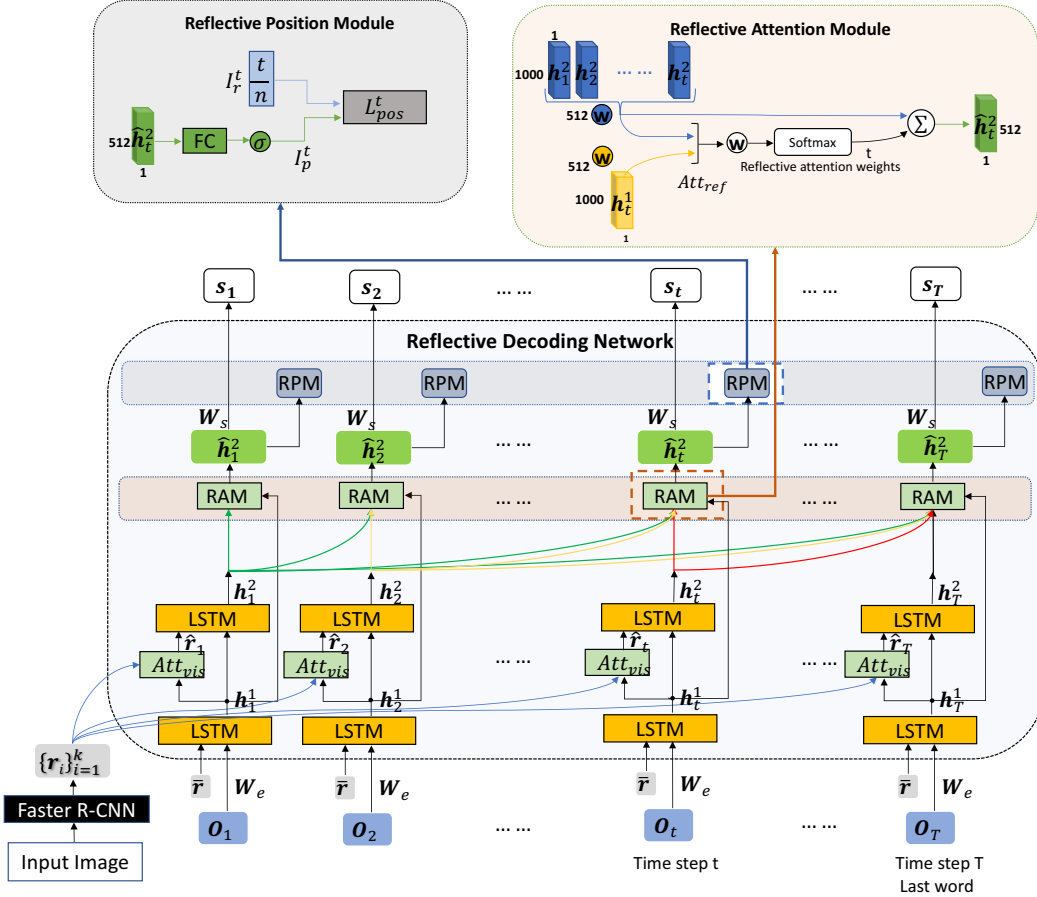 Reflective Position Module
I_r^t
t/n
L_pos^t
512
ĥ_t^2
FC
σ
I_p^t
1
Reflective Attention Module
1
1000
h_1^2 h_2^2 ... ... h_t^2
512 w
w
512
1000
h_t^1
1
Att_ref
w
Softmax
t
Reflective attention weights
Σ
ĥ_t^2
512
1
s_1 s_2 ... ... s_t ... ... s_T
Reflective Decoding Network
RPM RPM RPM RPM
W_s W_s W_s W_s
ĥ_1^2 ĥ_2^2 ... ... ĥ_t^2 ... ... ĥ_T^2
RAM RAM ... ... RAM ... ... RAM
h_1^2 h_2^2 h_t^2 h_T^2
LSTM LSTM LSTM LSTM
r̂_1 r̂_2 r̂_t r̂_T
Att_vis Att_vis ... ... Att_vis ... ... Att_vis
h_1^1 h_2^1 h_t^1 h_T^1
LSTM LSTM LSTM LSTM
{r_i}_{i=1}^k
r̄ W_e r̄ W_e r̄ W_e r̄ W_e
Faster R-CNN
O_1 O_2 ... ... O_t ... ... O_T
Input Image
Time step t
Time step T
Last word